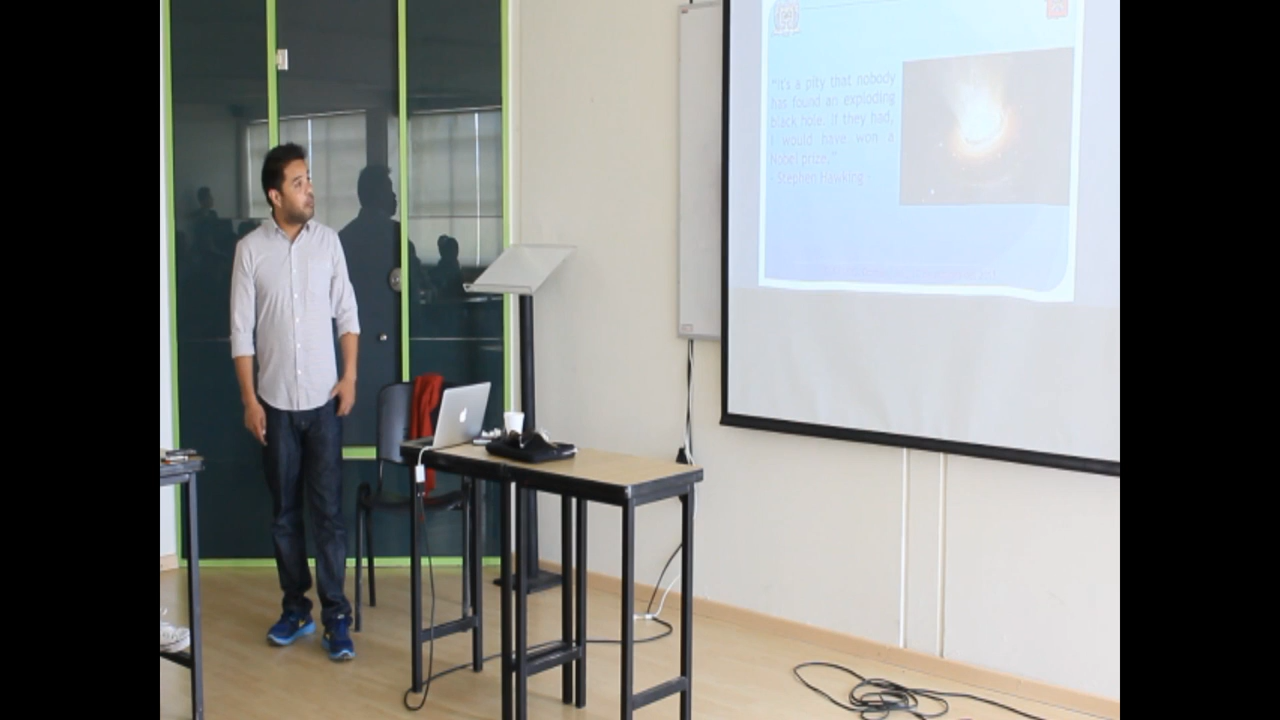 "It's a pity that nobody
has found an exploding
black hole. If they had,
I would have won a
Nobel prize,"
- Stephen Hawking -